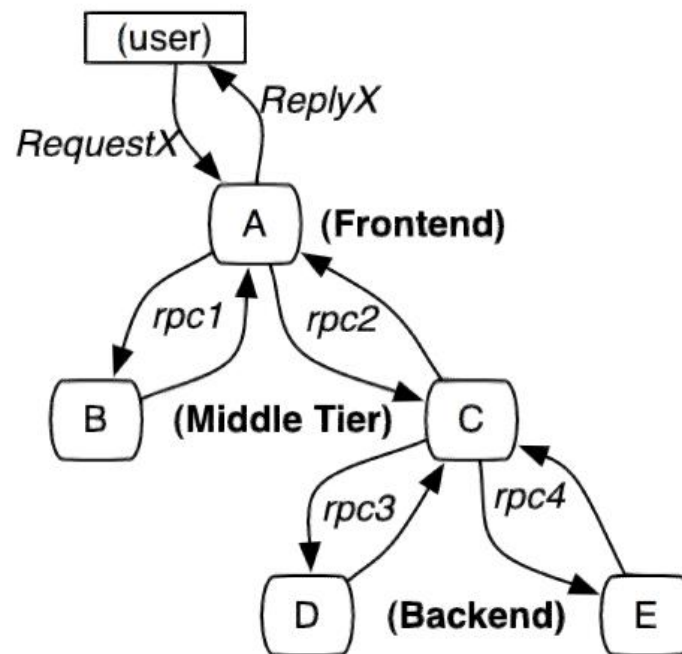 (user)
ReplyX
RequestX
A (Frontend)
rpc1 rpc2
B (Middle Tier) C
rpc3 rpc4
D (Backend) E